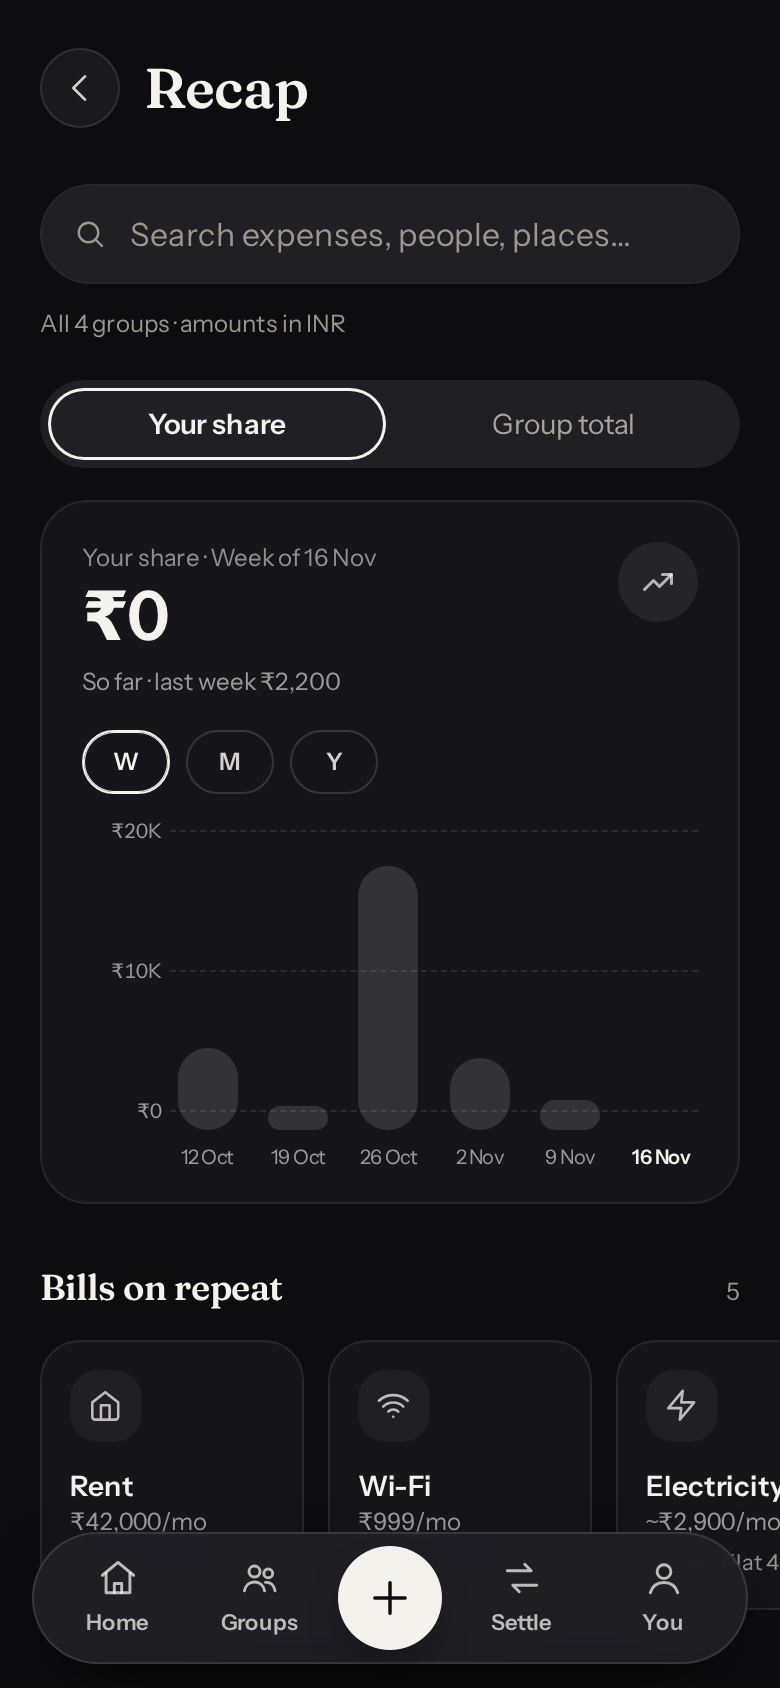 Recap
Search expenses, people, places...
All 4 groups · amounts in INR
Your share
Group total
Your share · Week of 16 Nov
₹0
So far · last week ₹2,200
W
M
Y
₹20K
₹10K
₹0
12 Oct
19 Oct
26 Oct
2 Nov
9 Nov
16 Nov
Bills on repeat
5
Rent
₹42,000/mo
Wi-Fi
₹999/mo
Electricity
~₹2,900/mo
Home
Groups
Settle
You